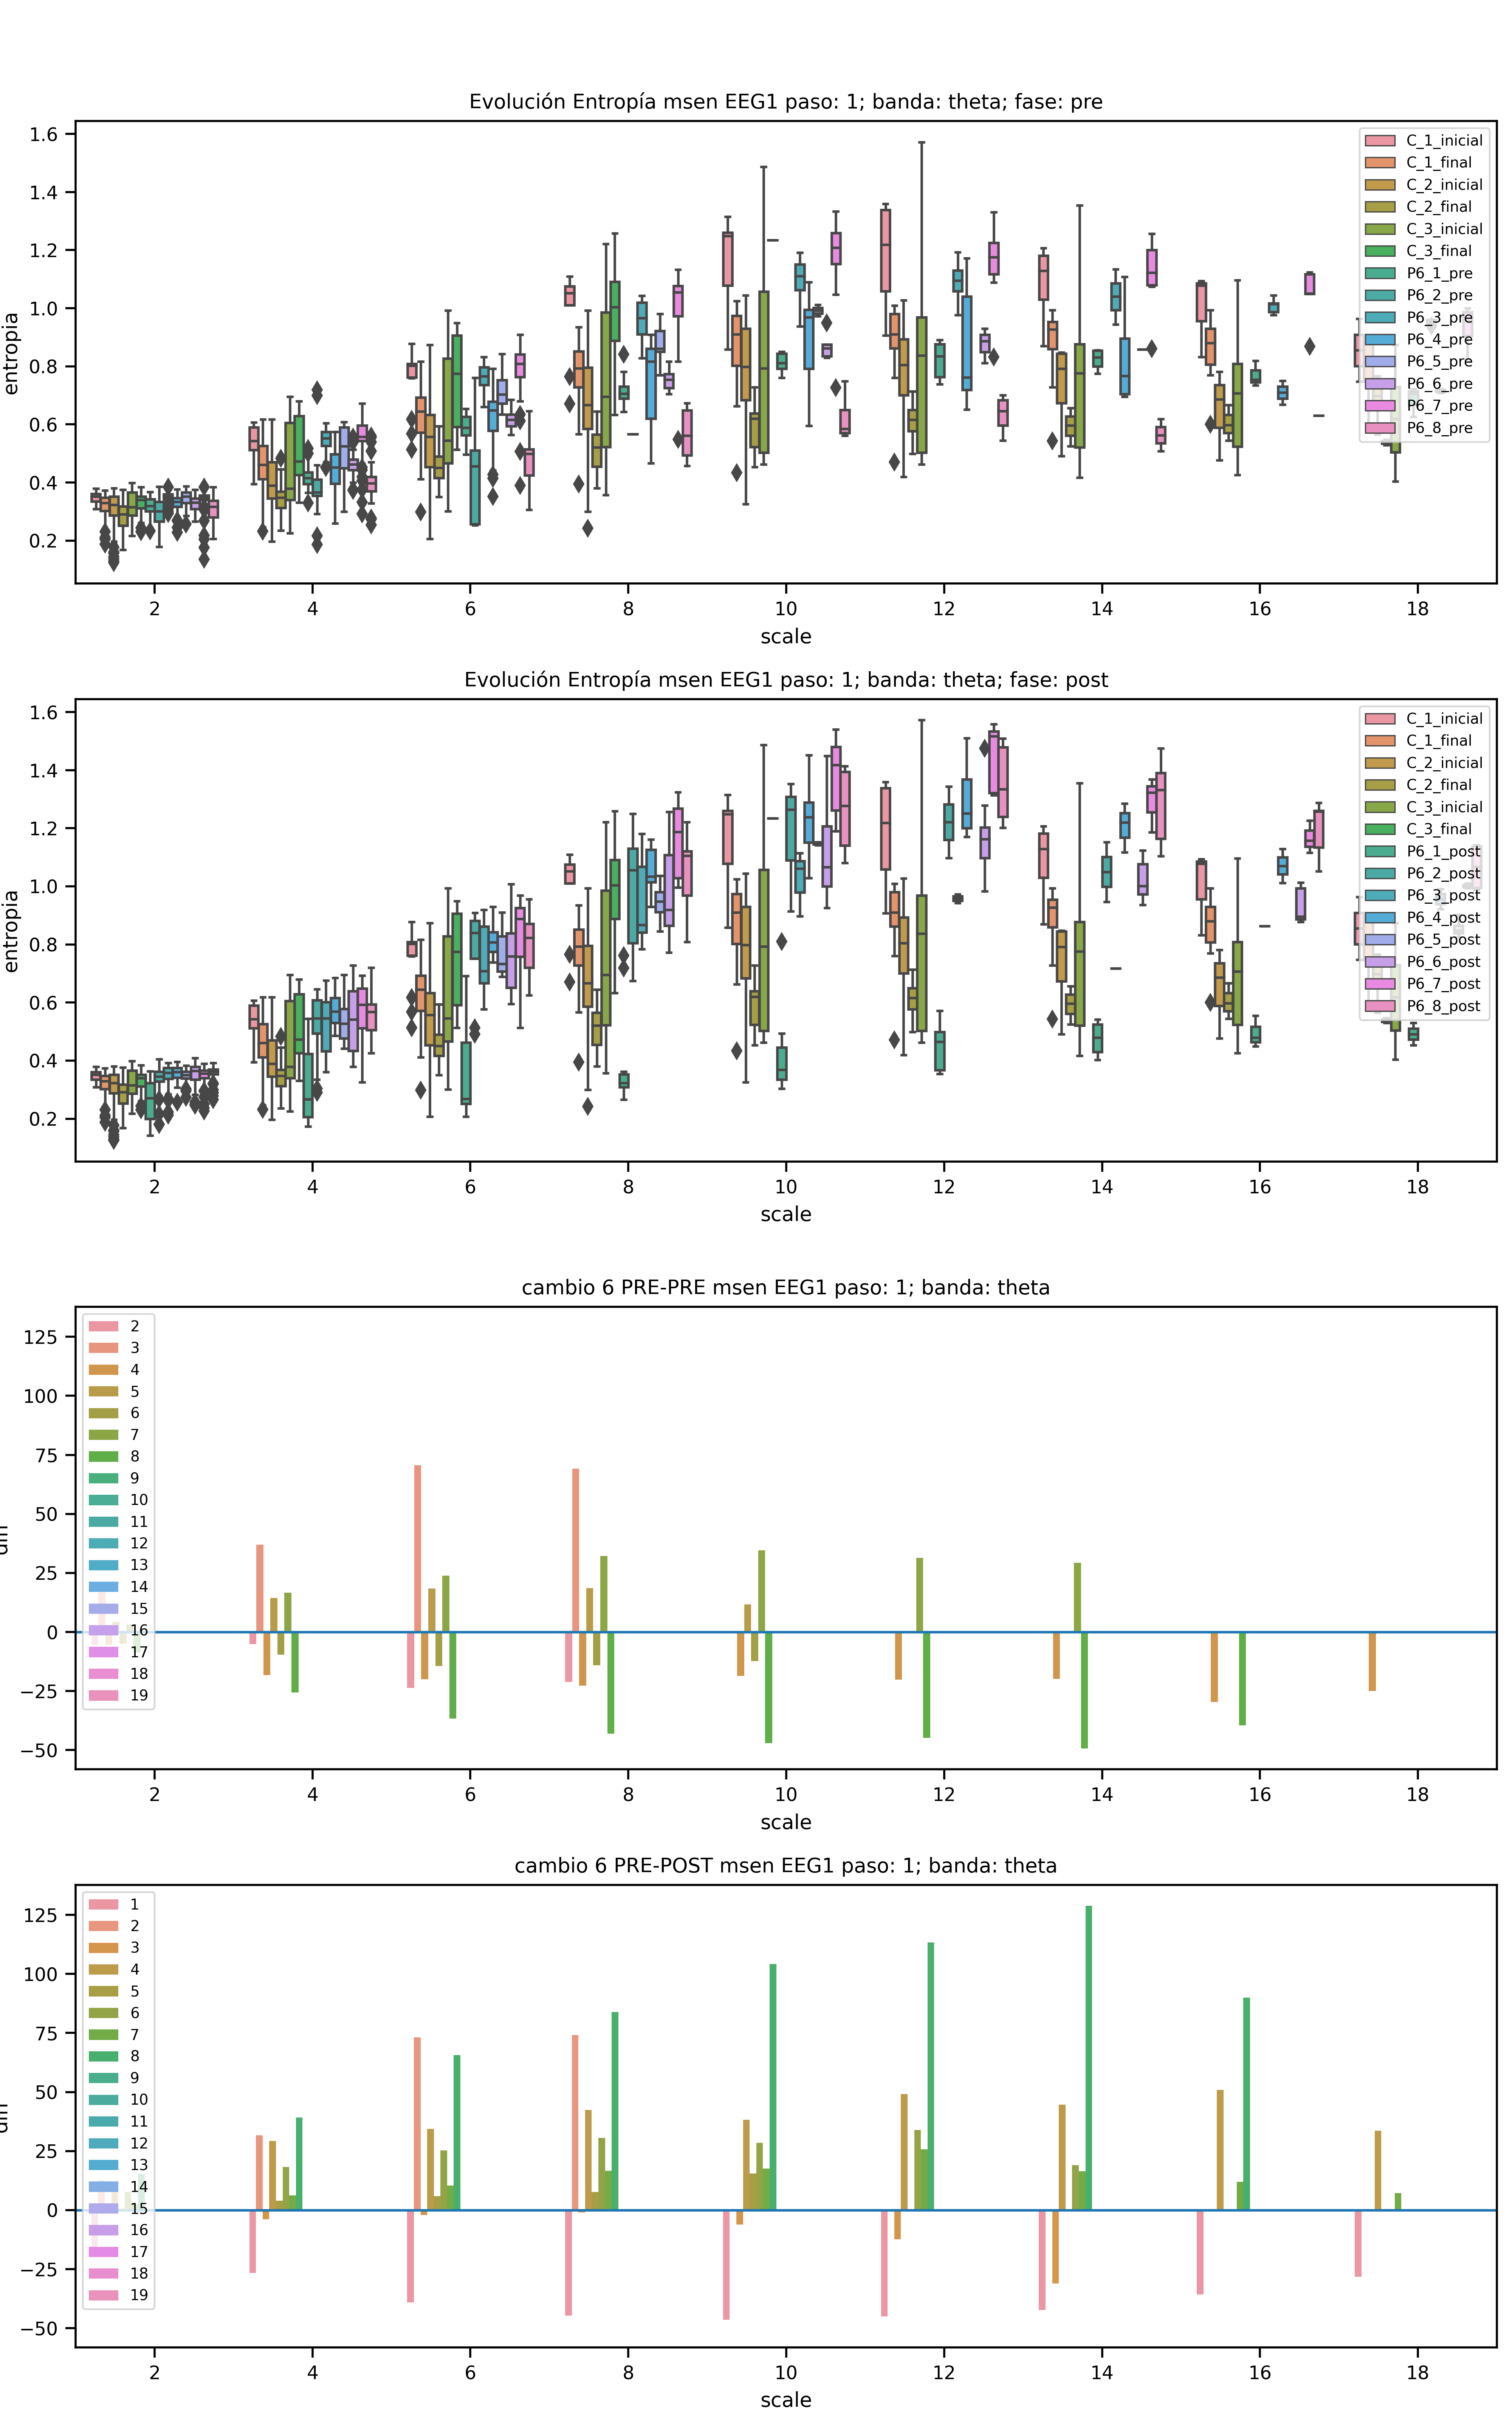 Evolución Entropía msen EEG1 paso: 1; banda: theta; fase: pre
entropia
1.6
1.4
1.2
1.0
0.8
0.6
0.4
0.2
C_1_inicial
C_1_final
C_2_inicial
C_2_final
C_3_inicial
C_3_final
P6_1_pre
P6_2_pre
P6_3_pre
P6_4_pre
P6_5_pre
P6_6_pre
P6_7_pre
P6_8_pre
2 4 6 8 10 12 14 16 18
scale
Evolución Entropía msen EEG1 paso: 1; banda: theta; fase: post
entropia
1.6
1.4
1.2
1.0
0.8
0.6
0.4
0.2
C_1_inicial
C_1_final
C_2_inicial
C_2_final
C_3_inicial
C_3_final
P6_1_post
P6_2_post
P6_3_post
P6_4_post
P6_5_post
P6_6_post
P6_7_post
P6_8_post
2 4 6 8 10 12 14 16 18
scale
cambio 6 PRE-PRE msen EEG1 paso: 1; banda: theta
125
100
75
50
25
0
−25
−50
2
3
4
5
6
7
8
9
10
11
12
13
14
15
16
17
18
19
2 4 6 8 10 12 14 16 18
scale
cambio 6 PRE-POST msen EEG1 paso: 1; banda: theta
125
100
75
50
25
0
−25
−50
1
2
3
4
5
6
7
8
9
10
11
12
13
14
15
16
17
18
19
2 4 6 8 10 12 14 16 18
scale